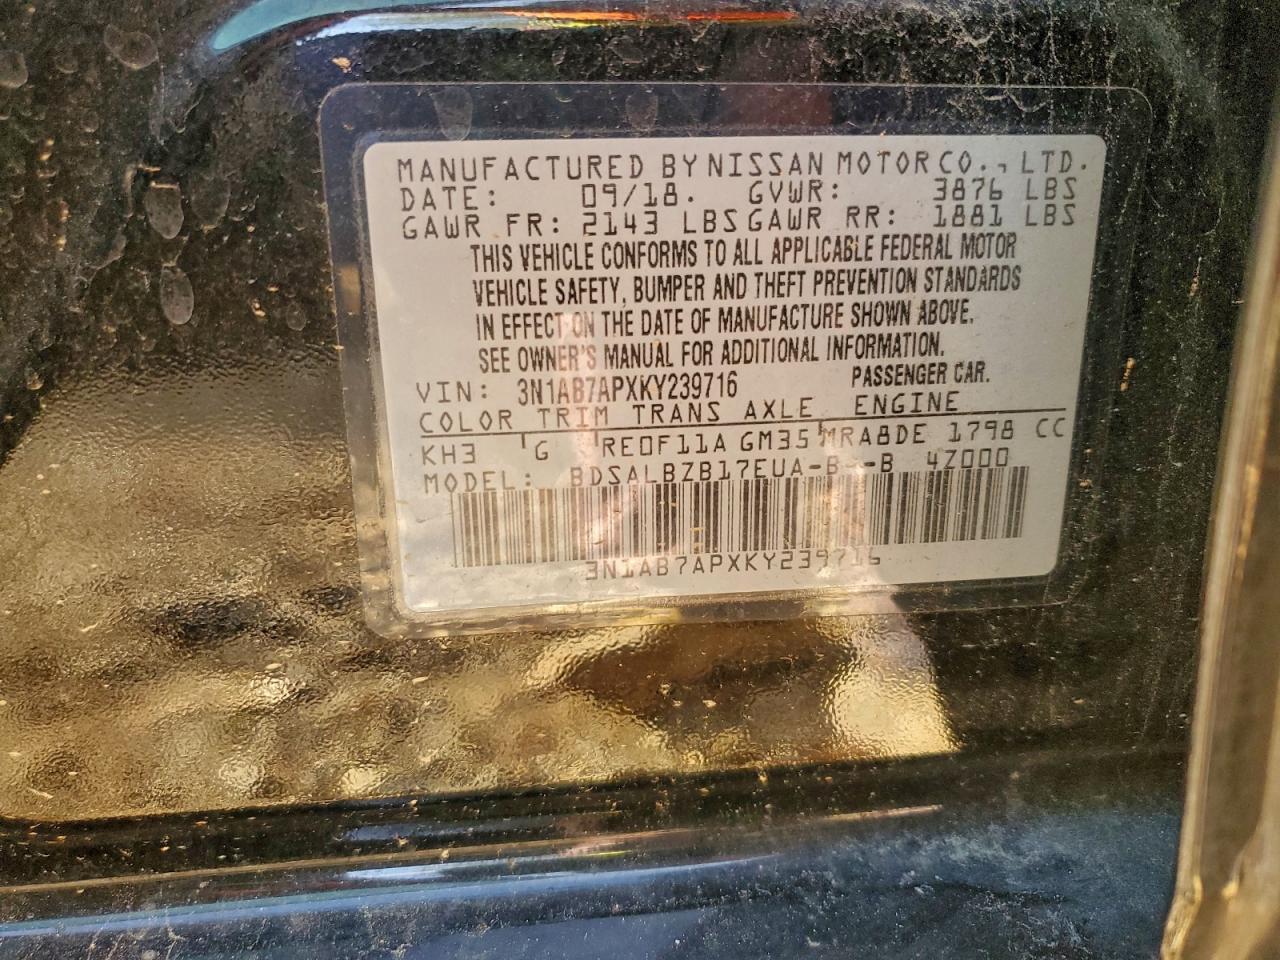 MANUFACTURED BY NISSAN MOTOR CO., LTD.
DATE: 09/18. GVWR: 3876 LBS
GAWR FR: 2143 LBS GAWR RR: 1881 LBS
THIS VEHICLE CONFORMS TO ALL APPLICABLE FEDERAL MOTOR
VEHICLE SAFETY, BUMPER AND THEFT PREVENTION STANDARDS
IN EFFECT ON THE DATE OF MANUFACTURE SHOWN ABOVE.
SEE OWNER'S MANUAL FOR ADDITIONAL INFORMATION.
VIN: 3N1AB7APXKY239716 PASSENGER CAR.
COLOR TRIM TRANS AXLE ENGINE
KH3 G RE0F11A GM35 MRA8DE 1798 CC
MODEL: BDSALBZB17EUA-B--B 4Z000
3N1AB7APXKY239716